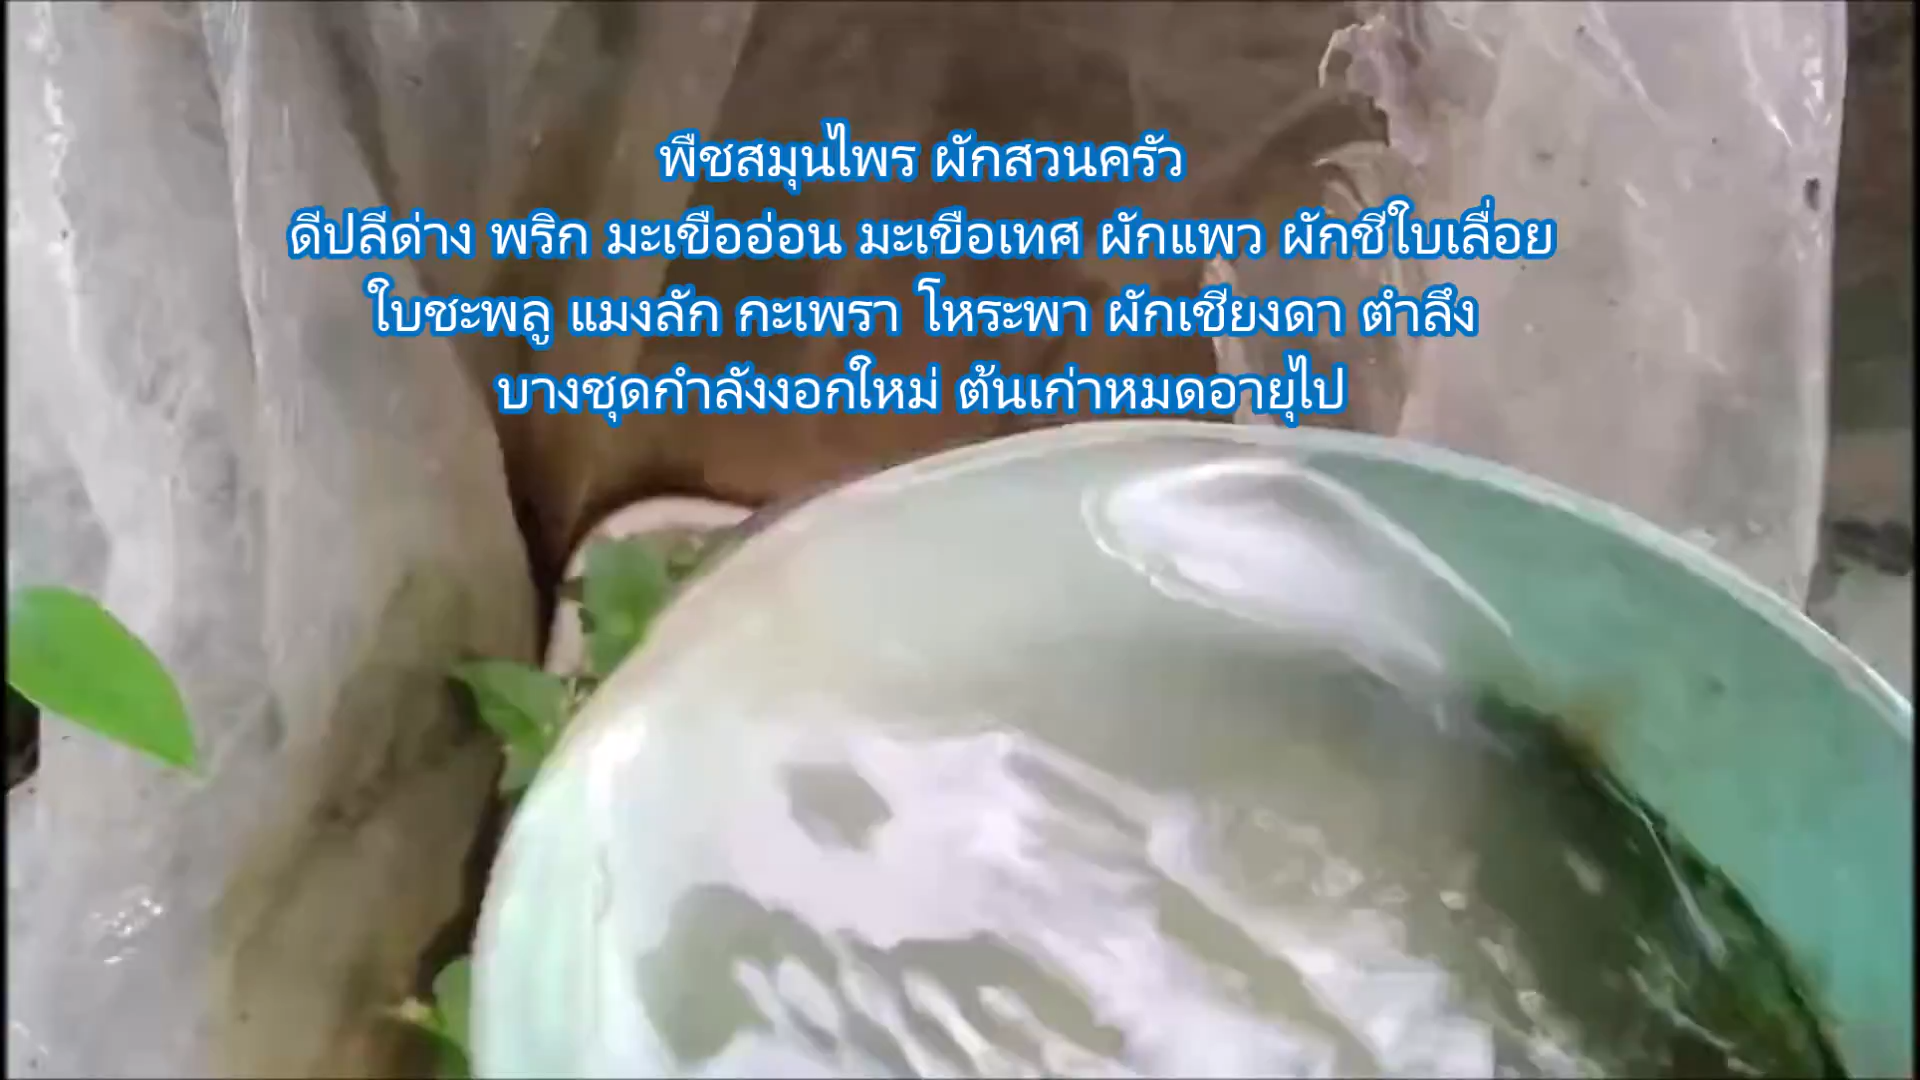 พืชสมุนไพร ผักสวนครัว
ดีปลีด่าง พริก มะเขืออ่อน มะเขือเทศ ผักแพว ผักชีใบเลื่อย
ใบชะพลู แมงลัก กะเพรา โหระพา ผักเชียงดา ตำลึง
บางชุดกำลังงอกใหม่ ต้นเก่าหมดอายุไป